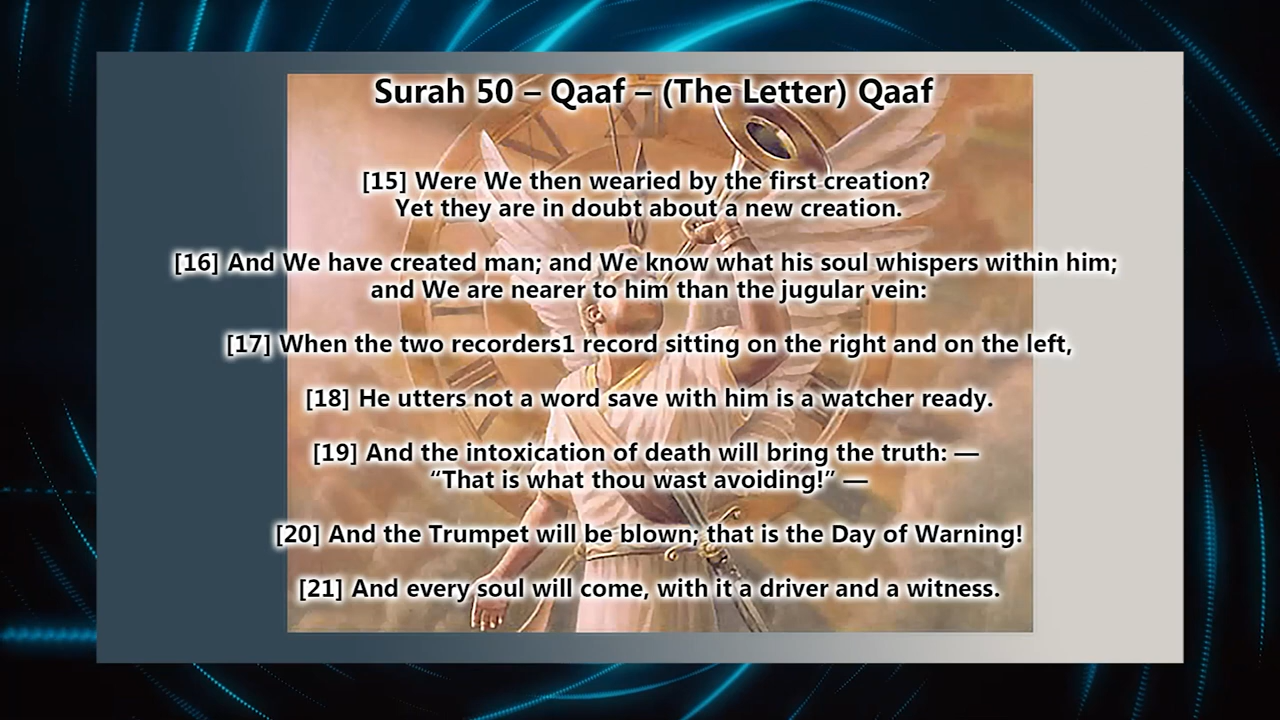 Surah 50 – Qaaf – (The Letter) Qaaf
[15] Were We then wearied by the first creation?
Yet they are in doubt about a new creation.
[16] And We have created man; and We know what his soul whispers within him;
and We are nearer to him than the jugular vein:
[17] When the two recorders1 record sitting on the right and on the left,
[18] He utters not a word save with him is a watcher ready.
[19] And the intoxication of death will bring the truth: —
“That is what thou wast avoiding!” —
[20] And the Trumpet will be blown; that is the Day of Warning!
[21] And every soul will come, with it a driver and a witness.